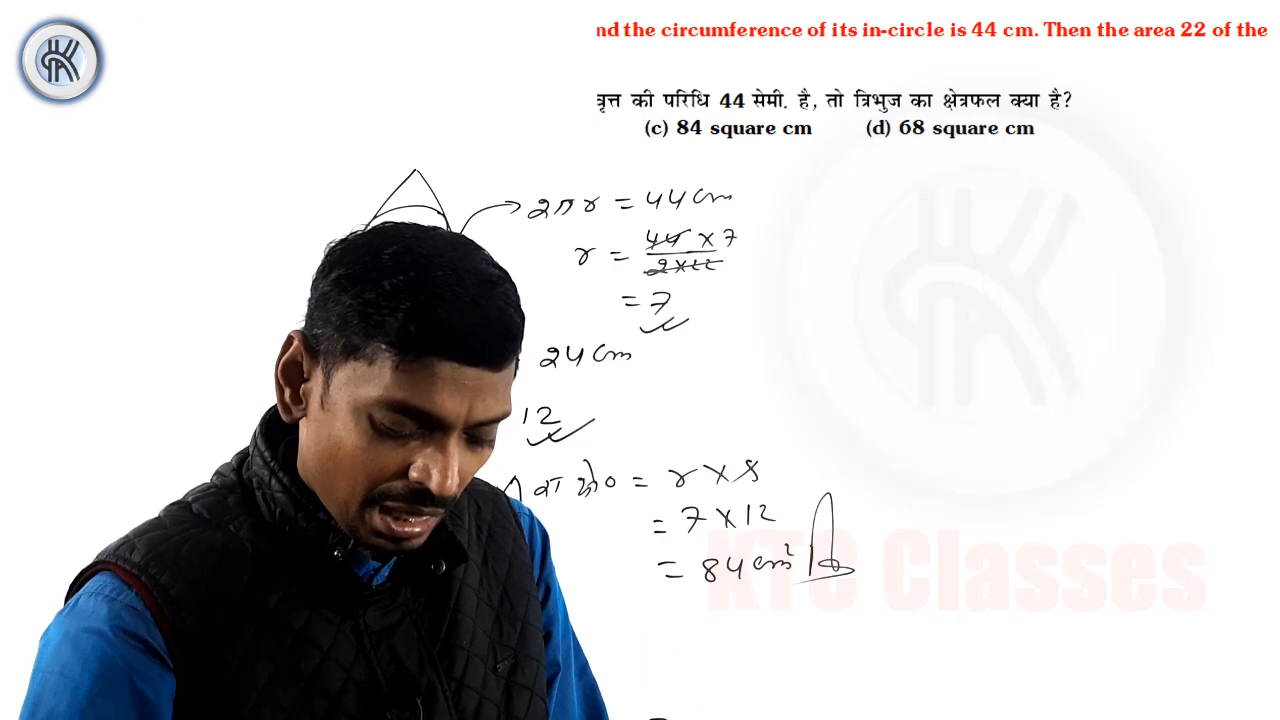 nd the circumference of its in-circle is 44 cm. Then the area 22 of the
वृत्त की परिधि 44 सेमी. है, तो त्रिभुज का क्षेत्रफल क्या है?
(c) 84 square cm (d) 68 square cm
2πr = 44 cm
r = 44 × 7
2×22
= 7
24 cm
12
का क्षे० = r × s
= 7 × 12
= 84 cm²
KTC Classes